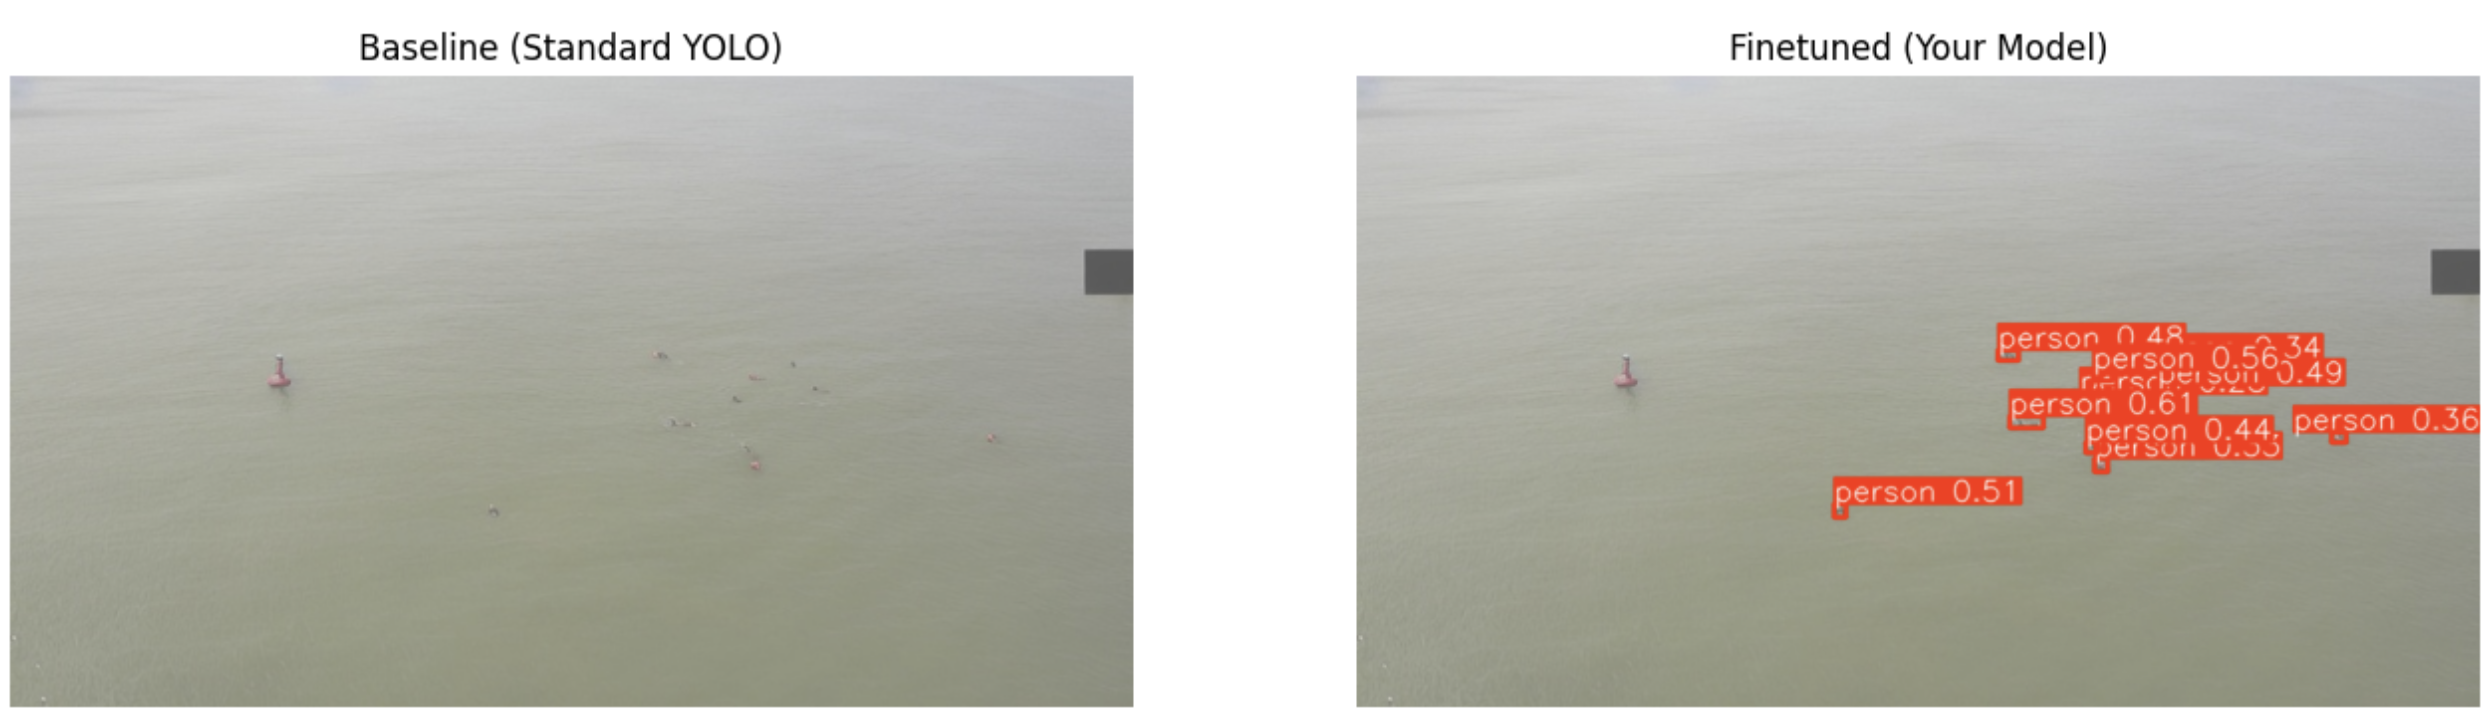 Baseline (Standard YOLO)
Finetuned (Your Model)
person 0.48
0.34
person 0.56
person 0.49
person 0.61
person 0.36
person 0.44
person 0.51